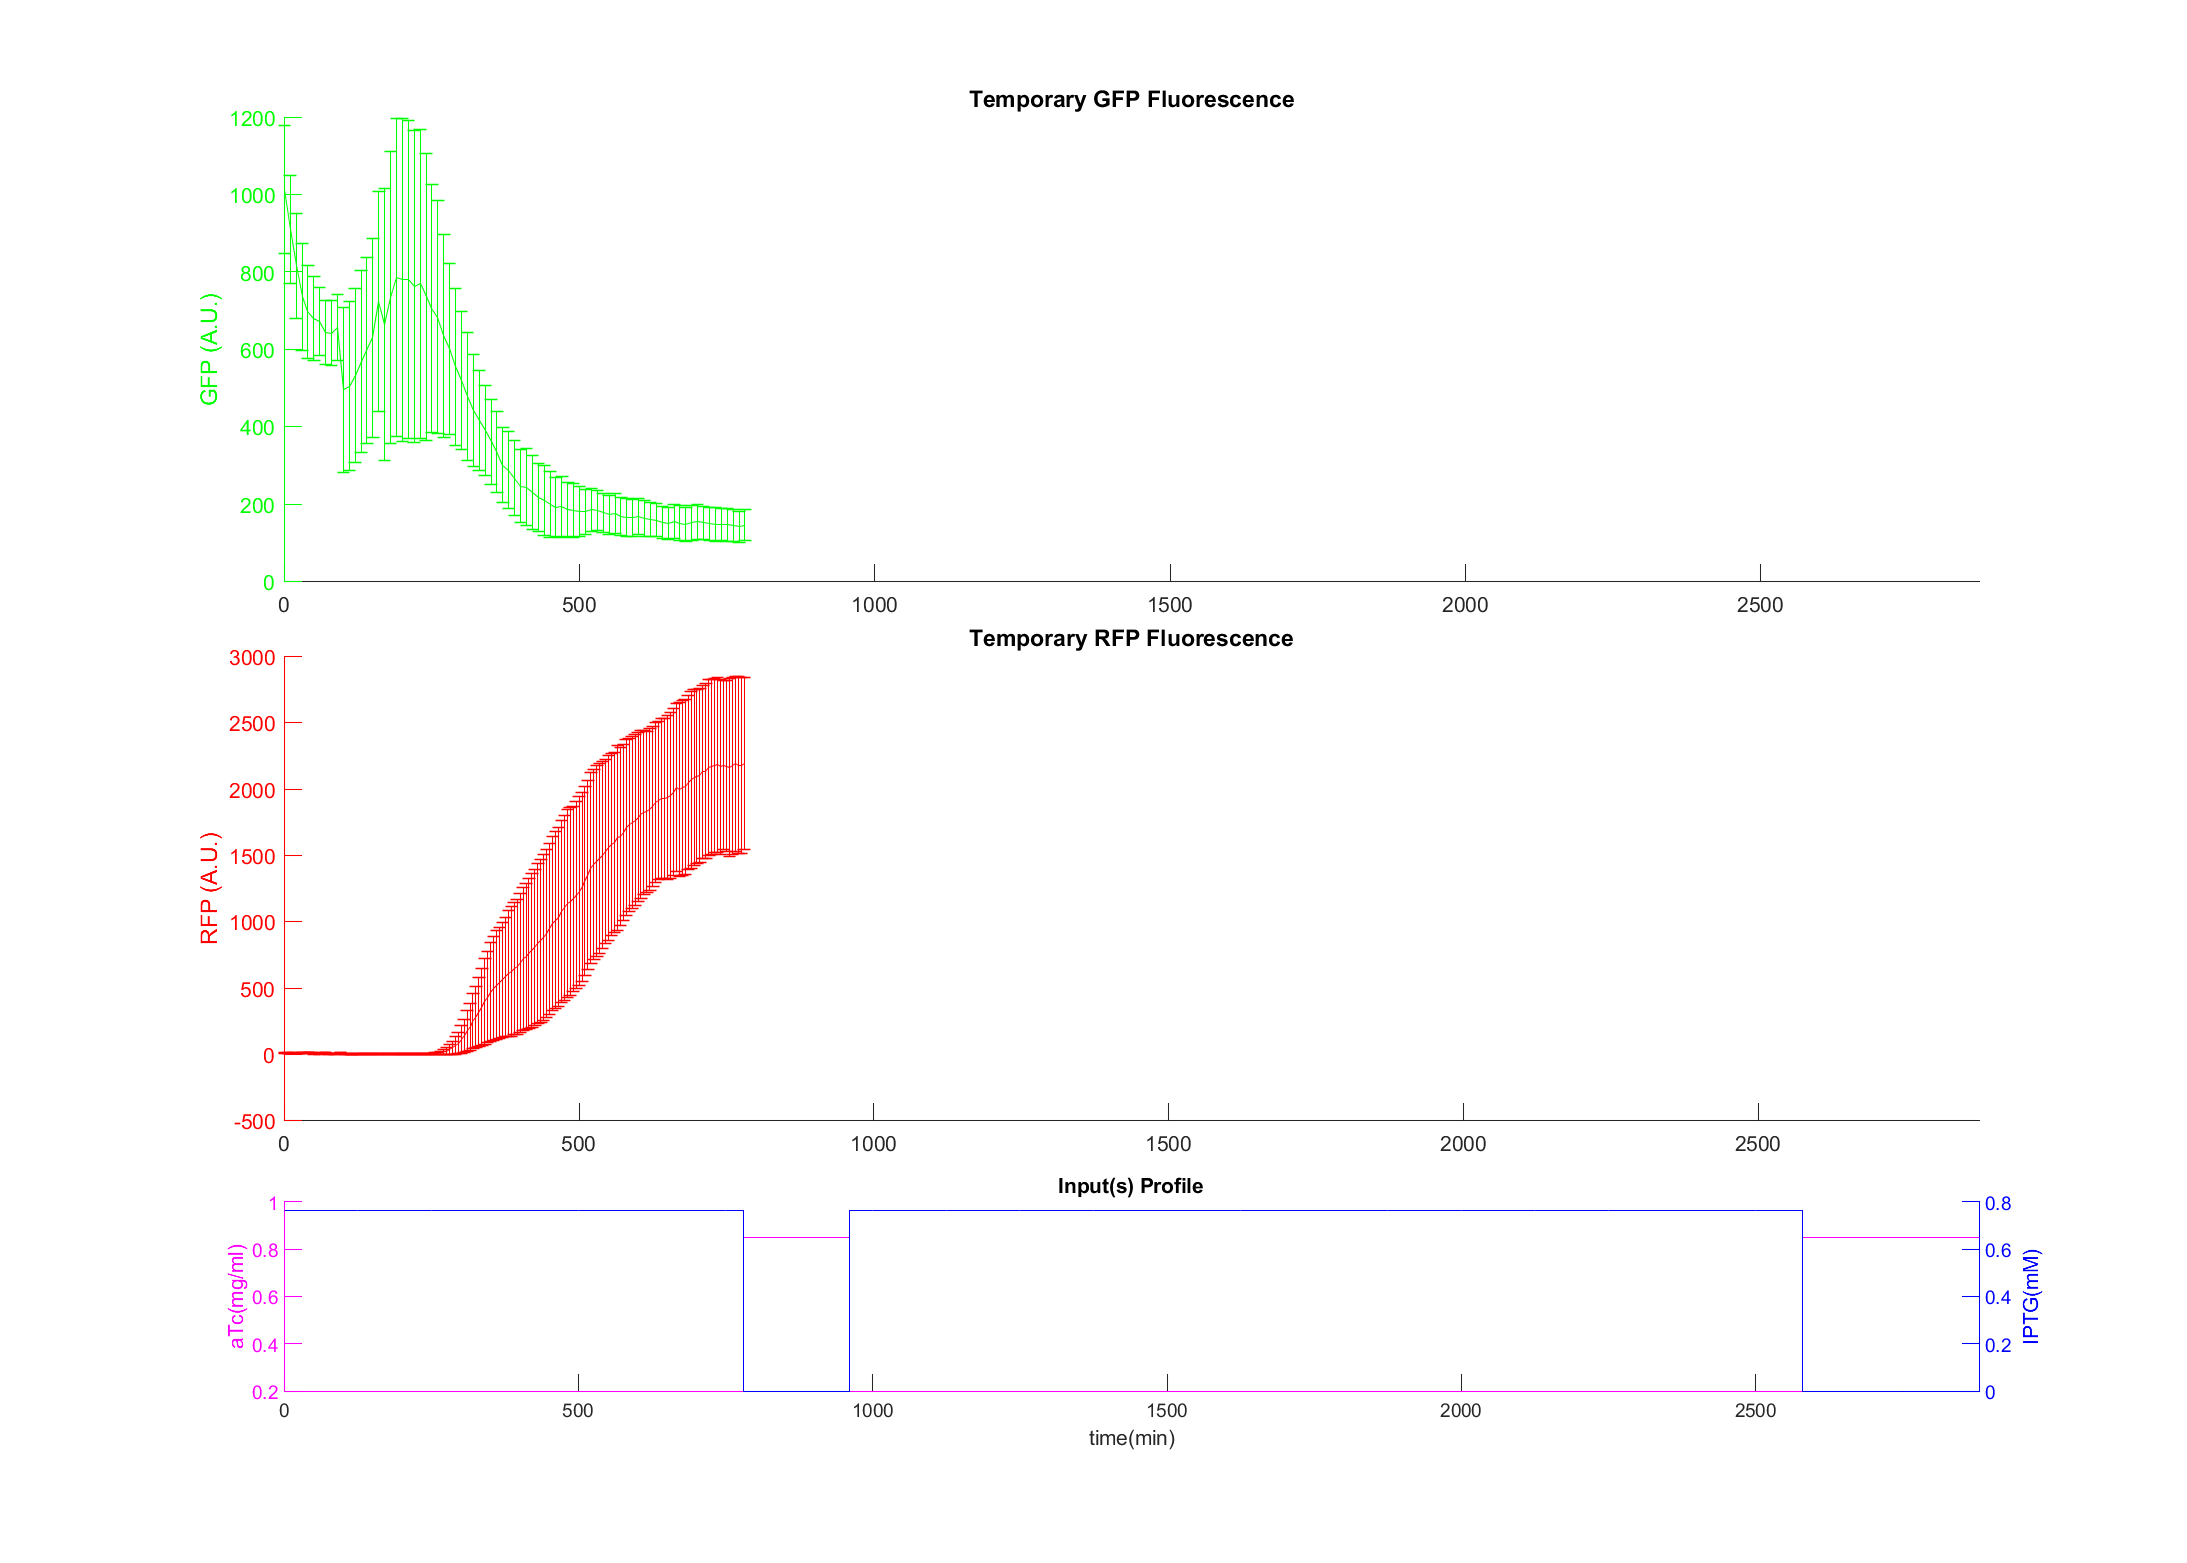 Temporary GFP Fluorescence
1200
1000
800
600
400
200
0
GFP (A.U.)
0 500 1000 1500 2000 2500
Temporary RFP Fluorescence
3000
2500
2000
1500
1000
500
0
-500
RFP (A.U.)
0 500 1000 1500 2000 2500
Input(s) Profile
1
0.8
0.6
0.4
0.2
aTc(mg/ml)
0.8
0.6
0.4
0.2
0
IPTG(mM)
0 500 1000 1500 2000 2500
time(min)